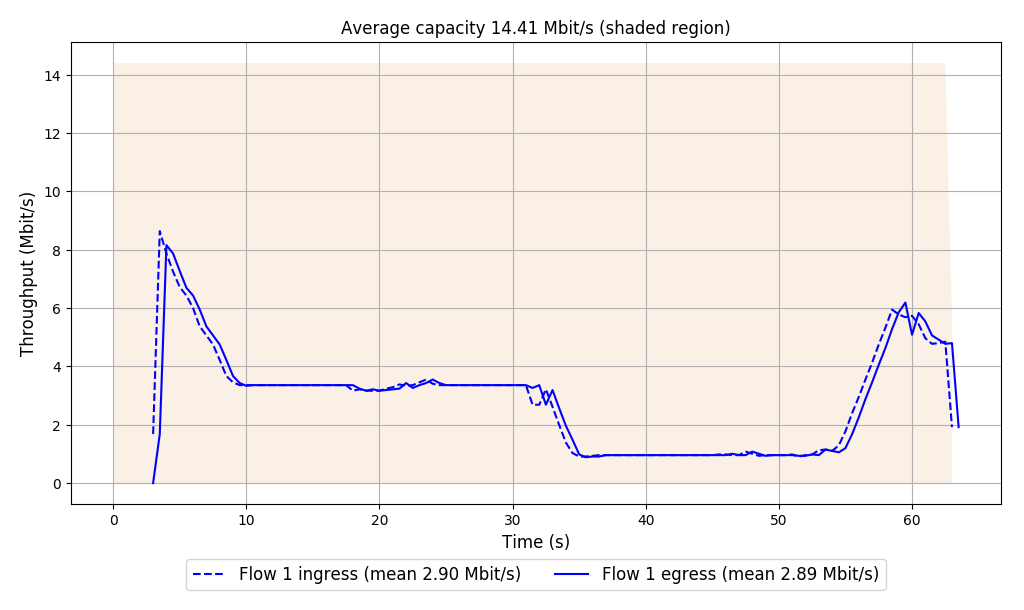 Average capacity 14.41 Mbit/s (shaded region)
14
12
10
8
6
4
2
0
Throughput (Mbit/s)
0 10 20 30 40 50 60
Time (s)
Flow 1 ingress (mean 2.90 Mbit/s) Flow 1 egress (mean 2.89 Mbit/s)